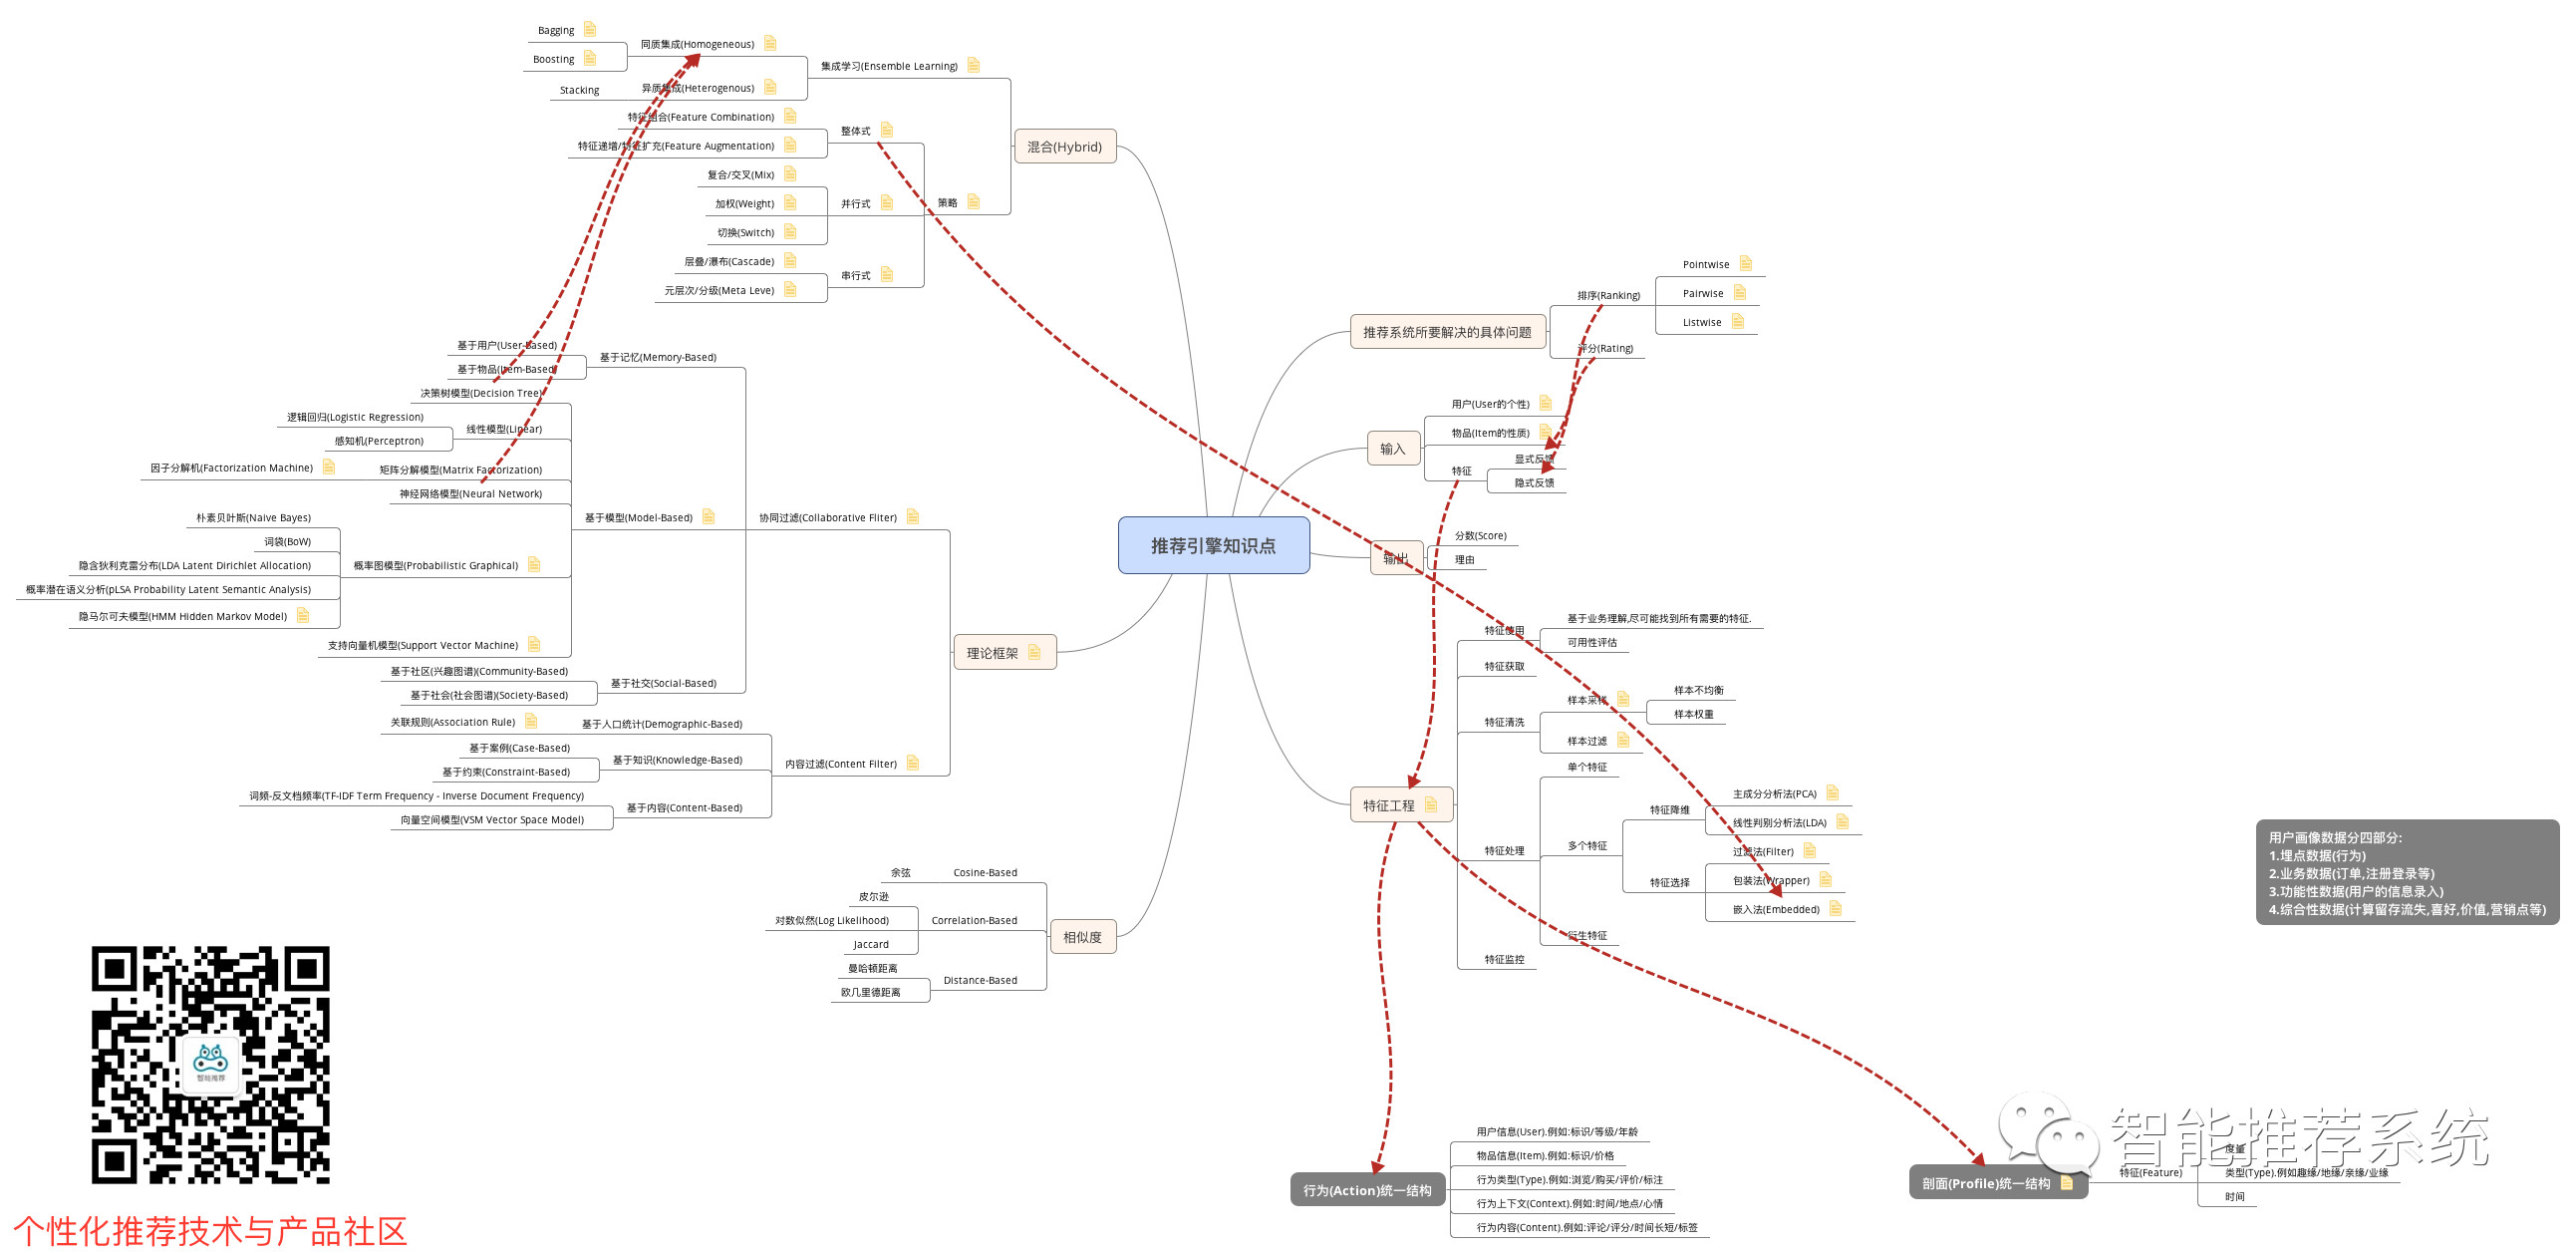 Bagging
Boosting
同质集成(Homogeneous)
Stacking
异质集成(Heterogenous)
集成学习(Ensemble Learning)
特征组合(Feature Combination)
特征递增/特征扩充(Feature Augmentation)
整体式
复合/交叉(Mix)
加权(Weight)
切换(Switch)
并行式
层叠/瀑布(Cascade)
元层次/分级(Meta Leve)
串行式
策略
混合(Hybrid)
基于用户(User-Based)
基于物品(Item-Based)
基于记忆(Memory-Based)
决策树模型(Decision Tree)
逻辑回归(Logistic Regression)
感知机(Perceptron)
线性模型(Linear)
因子分解机(Factorization Machine)
矩阵分解模型(Matrix Factorization)
神经网络模型(Neural Network)
朴素贝叶斯(Naive Bayes)
词袋(BoW)
隐含狄利克雷分布(LDA Latent Dirichlet Allocation)
概率潜在语义分析(pLSA Probability Latent Semantic Analysis)
隐马尔可夫模型(HMM Hidden Markov Model)
概率图模型(Probabilistic Graphical)
支持向量机模型(Support Vector Machine)
基于模型(Model-Based)
基于社区(兴趣图谱)(Community-Based)
基于社会(社会图谱)(Society-Based)
基于社交(Social-Based)
协同过滤(Collaborative Fliter)
关联规则(Association Rule)
基于人口统计(Demographic-Based)
基于案例(Case-Based)
基于约束(Constraint-Based)
基于知识(Knowledge-Based)
词频-反文档频率(TF-IDF Term Frequency - Inverse Document Frequency)
向量空间模型(VSM Vector Space Model)
基于内容(Content-Based)
内容过滤(Content Filter)
理论框架
余弦
Cosine-Based
皮尔逊
对数似然(Log Likelihood)
Jaccard
Correlation-Based
曼哈顿距离
欧几里德距离
Distance-Based
相似度
推荐引擎知识点
推荐系统所要解决的具体问题
排序(Ranking)
Pointwise
Pairwise
Listwise
评分(Rating)
输入
用户(User的个性)
物品(Item的性质)
特征
显式反馈
隐式反馈
输出
分数(Score)
理由
特征工程
特征使用
基于业务理解,尽可能找到所有需要的特征.
可用性评估
特征获取
特征清洗
样本采样
样本不均衡
样本权重
样本过滤
特征处理
单个特征
多个特征
特征降维
主成分分析法(PCA)
线性判别分析法(LDA)
特征选择
过滤法(Filter)
包装法(Wrapper)
嵌入法(Embedded)
衍生特征
特征监控
用户画像数据分四部分:
1.埋点数据(行为)
2.业务数据(订单,注册登录等)
3.功能性数据(用户的信息录入)
4.综合性数据(计算留存流失,喜好,价值,营销点等)
行为(Action)统一结构
用户信息(User).例如:标识/等级/年龄
物品信息(Item).例如:标识/价格
行为类型(Type).例如:浏览/购买/评价/标注
行为上下文(Context).例如:时间/地点/心情
行为内容(Content).例如:评论/评分/时间长短/标签
剖面(Profile)统一结构
特征(Feature)
度量
类型(Type).例如趣缘/地缘/亲缘/业缘
时间
智能推荐系统
智能推荐
个性化推荐技术与产品社区